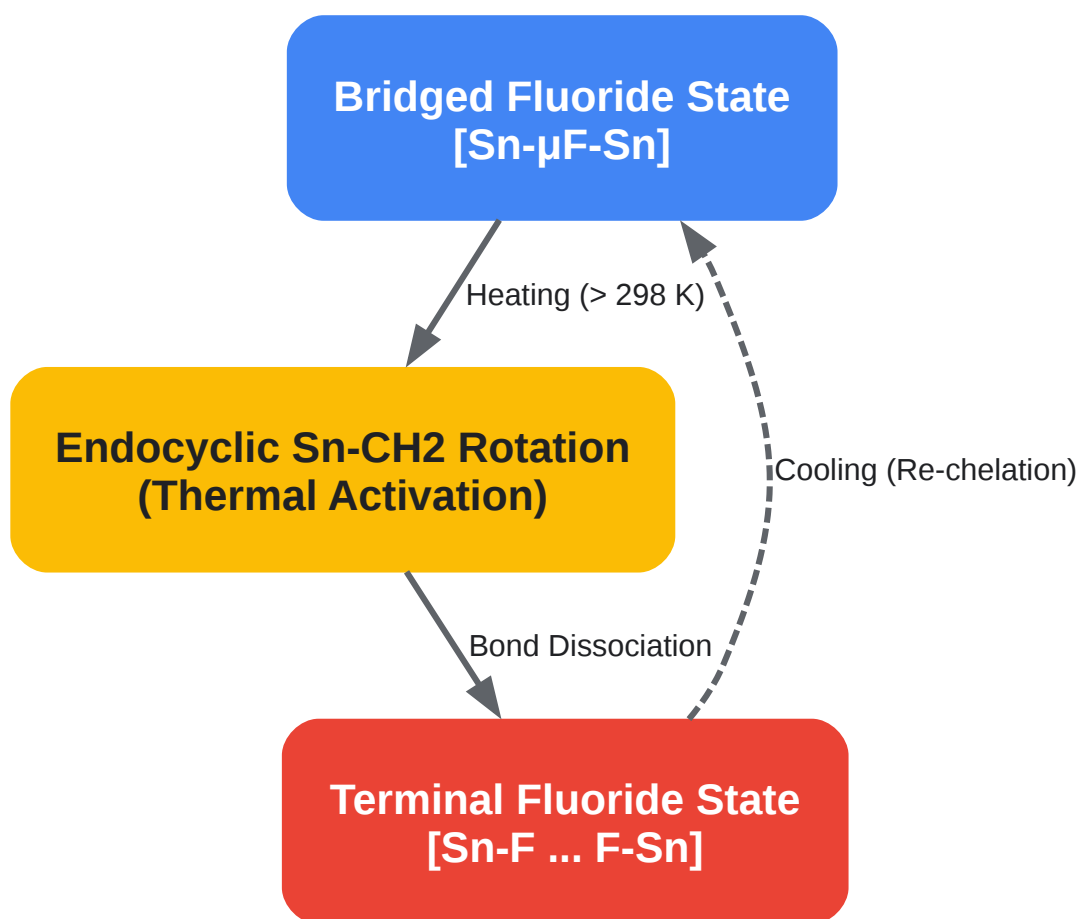 Bridged Fluoride State
[Sn-μF-Sn]
Heating (> 298 K)
Endocyclic Sn-CH2 Rotation
(Thermal Activation)
Cooling (Re-chelation)
Bond Dissociation
Terminal Fluoride State
[Sn-F ... F-Sn]